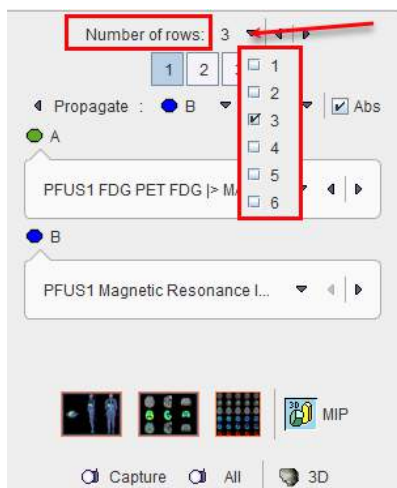 Number of rows: 3
1 2
1
2
3
4
5
6
Propagate : B Abs
A
PFUS1 FDG PET FDG |> M
B
PFUS1 Magnetic Resonance I...
3D MIP
Capture All 3D